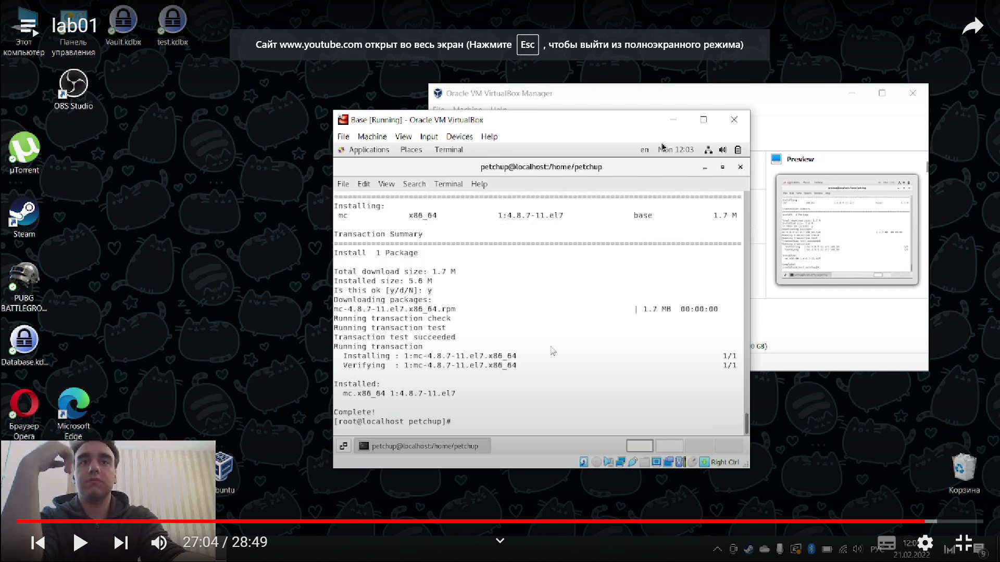 lab01
Этот компьютер
Панель управления
Vault.kdbx
test.kdbx
Сайт www.youtube.com открыт во весь экран (Нажмите Esc , чтобы выйти из полноэкранного режима)
OBS Studio
µTorrent
Steam
PUBG
BATTLEGRO...
Database.kd...
Браузер
Opera
Microsoft
Edge
buntu
Корзина
Oracle VM VirtualBox Manager
File Machine Help
Preview
0 GB)
Base [Running] - Oracle VM VirtualBox
File Machine View Input Devices Help
Applications Places Terminal en Mon 12:03
petchup@localhost:/home/petchup
File Edit View Search Terminal Help
Installing:
mc x86_64 1:4.8.7-11.el7 base 1.7 M
Transaction Summary
Install 1 Package
Total download size: 1.7 M
Installed size: 5.6 M
Is this ok [y/d/N]: y
Downloading packages:
mc-4.8.7-11.el7.x86_64.rpm | 1.7 MB 00:00:00
Running transaction check
Running transaction test
Transaction test succeeded
Running transaction
Installing : 1:mc-4.8.7-11.el7.x86_64 1/1
Verifying : 1:mc-4.8.7-11.el7.x86_64 1/1
Installed:
mc.x86_64 1:4.8.7-11.el7
Complete!
[root@localhost petchup]#
petchup@localhost:/home/petchup
Right Ctrl
27:04 / 28:49
21.02.2022
9